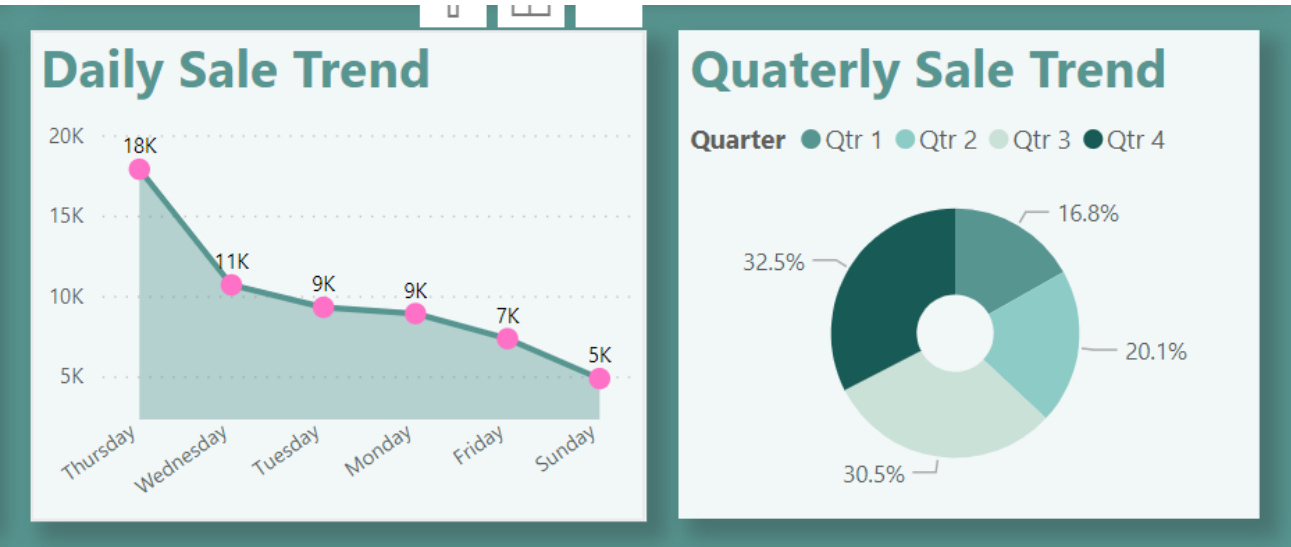 Daily Sale Trend
20K
15K
10K
5K
18K
11K
9K
9K
7K
5K
Thursday
Wednesday
Tuesday
Monday
Friday
Sunday
Quaterly Sale Trend
Quarter Qtr 1 Qtr 2 Qtr 3 Qtr 4
16.8%
32.5%
20.1%
30.5%